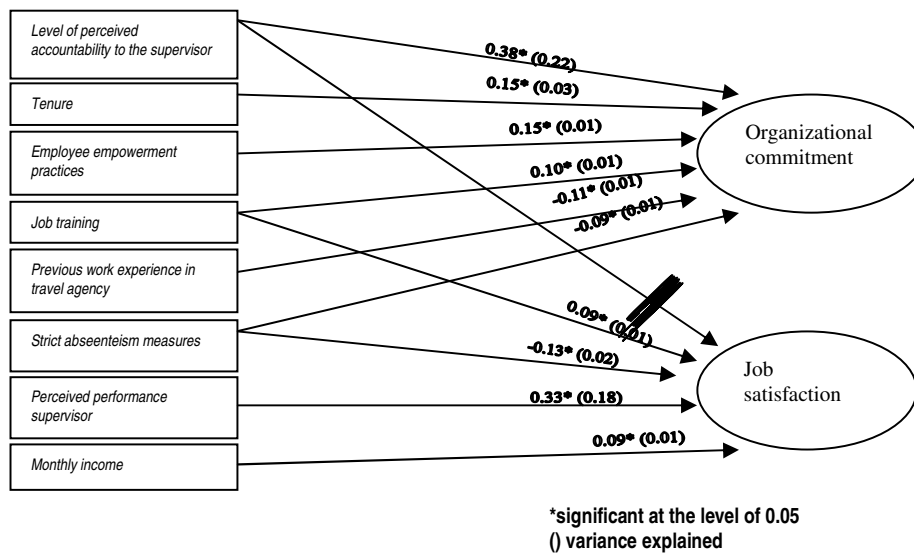 Level of perceived
accountability to the supervisor
Tenure
Employee empowerment
practices
Job training
Previous work experience in
travel agency
Strict abseenteism measures
Perceived performance
supervisor
Monthly income
0.38* (0.22)
0.15* (0.03)
0.15* (0.01)
0.10* (0.01)
-0.11* (0.01)
-0.09* (0.01)
0.09* (0.01)
-0.13* (0.02)
0.33* (0.18)
0.09* (0.01)
Organizational
commitment
Job
satisfaction
*significant at the level of 0.05
() variance explained